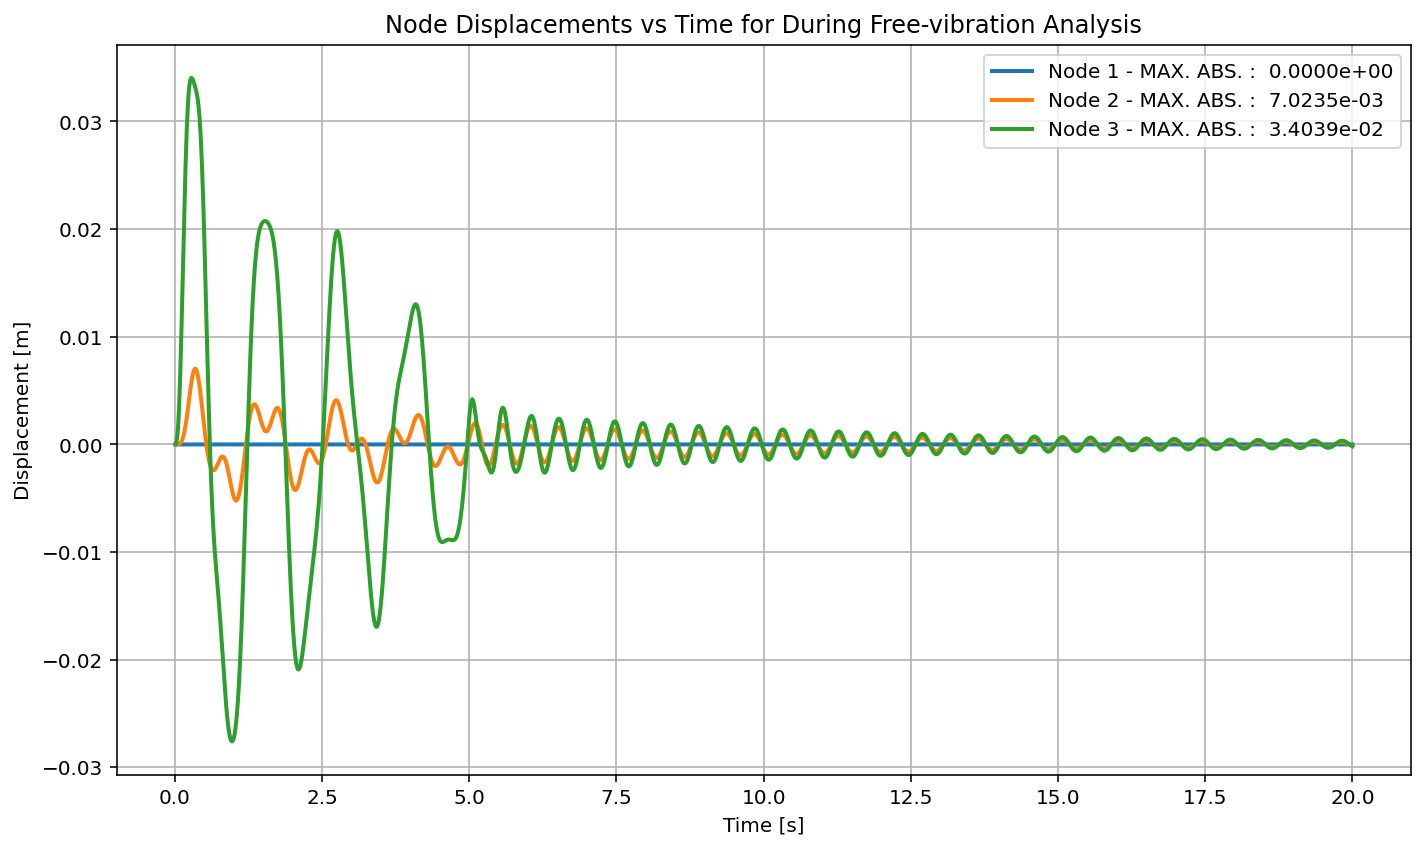 Node Displacements vs Time for During Free-vibration Analysis
Node 1 - MAX. ABS. : 0.0000e+00
Node 2 - MAX. ABS. : 7.0235e-03
Node 3 - MAX. ABS. : 3.4039e-02
Displacement [m]
0.03
0.02
0.01
0.00
−0.01
−0.02
−0.03
0.0 2.5 5.0 7.5 10.0 12.5 15.0 17.5 20.0
Time [s]